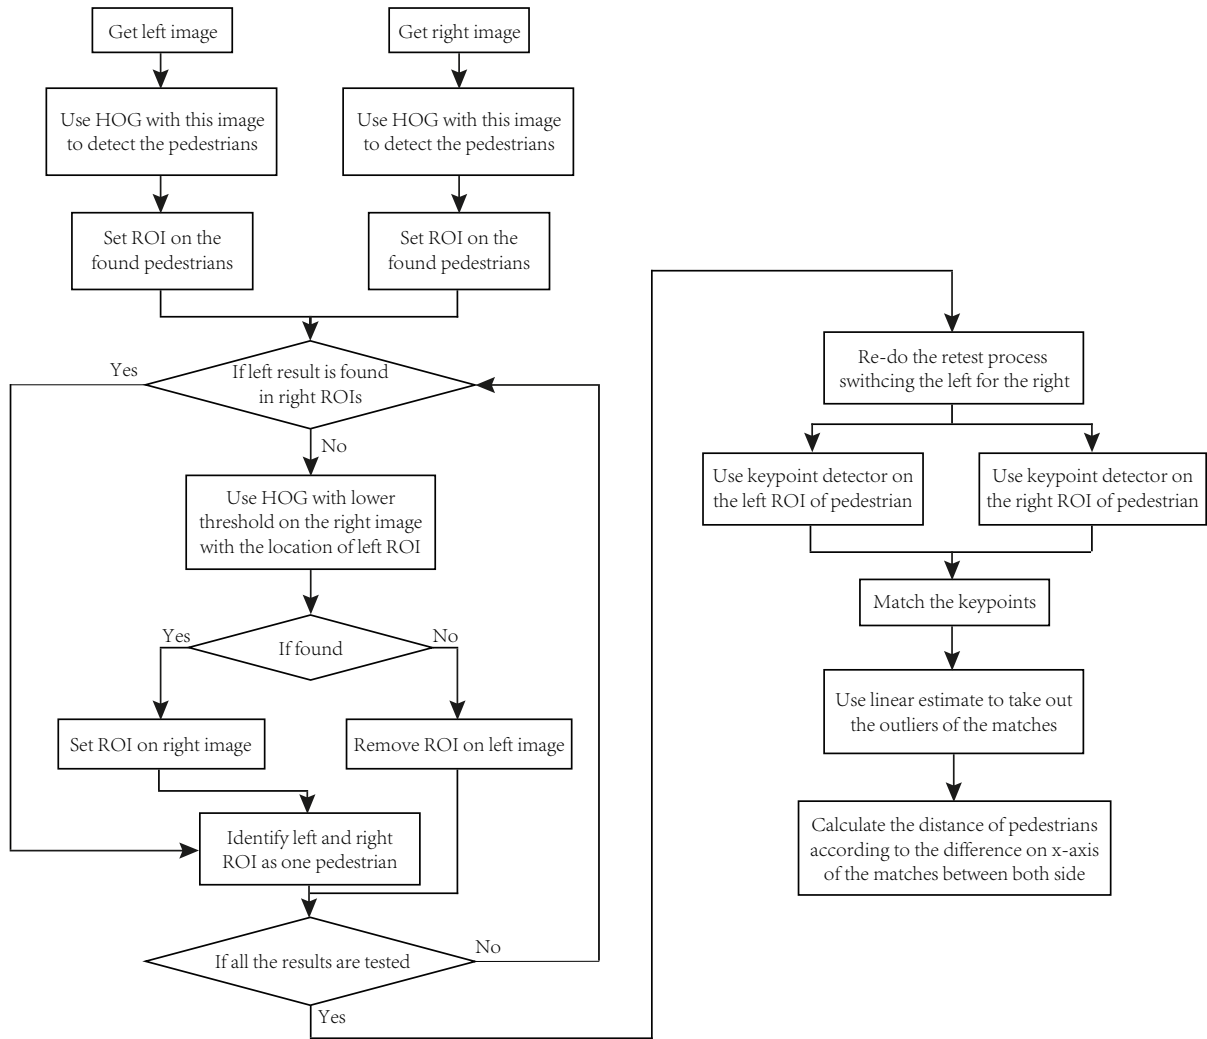 Get left image
Get right image
Use HOG with this image
to detect the pedestrians
Use HOG with this image
to detect the pedestrians
Set ROI on the
found pedestrians
Set ROI on the
found pedestrians
Yes
If left result is found
in right ROIs
No
Use HOG with lower
threshold on the right image
with the location of left ROI
Yes
If found
No
Set ROI on right image
Remove ROI on left image
Identify left and right
ROI as one pedestrian
If all the results are tested
No
Yes
Re-do the retest process
swithcing the left for the right
Use keypoint detector on
the left ROI of pedestrian
Use keypoint detector on
the right ROI of pedestrian
Match the keypoints
Use linear estimate to take out
the outliers of the matches
Calculate the distance of pedestrians
according to the difference on x-axis
of the matches between both side